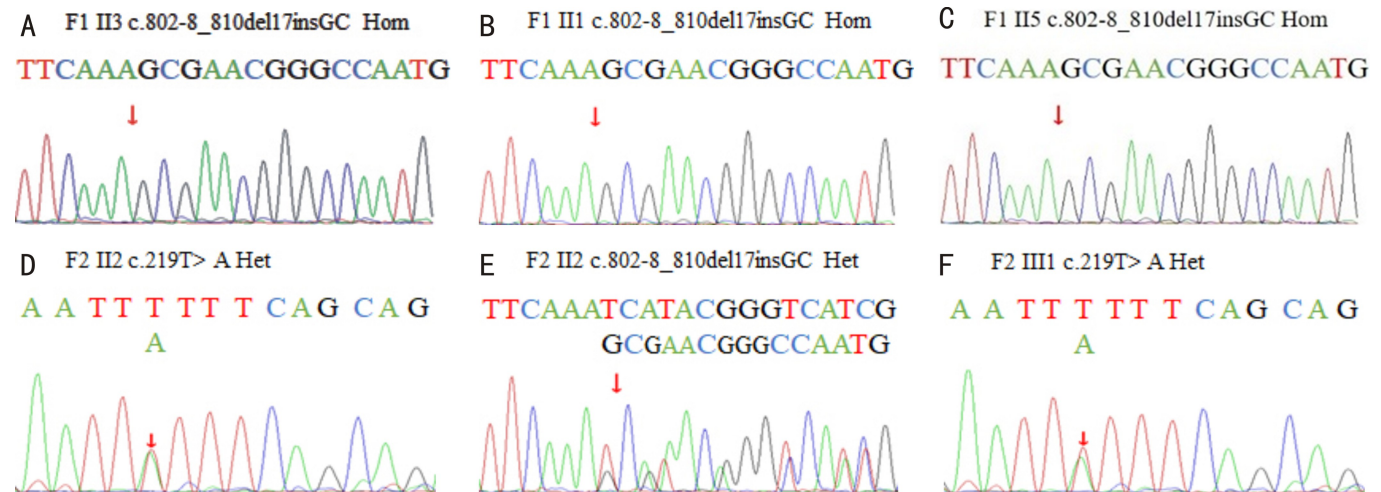 A F1 II3 c.802-8_810del17insGC Hom
TTCAAAGCGAACGGGCCAATG
B F1 II1 c.802-8_810del17insGC Hom
TTCAAAGCGAACGGGCCAATG
C F1 II5 c.802-8_810del17insGC Hom
TTCAAAGCGAACGGGCCAATG
D F2 II2 c.219T> A Het
A A T T T T T T C A G C A G
A
E F2 II2 c.802-8_810del17insGC Het
TTCAAATCATACGGGTCATCG
GCGAACGGGCCAATG
F F2 III1 c.219T> A Het
A A T T T T T T C A G C A G
A